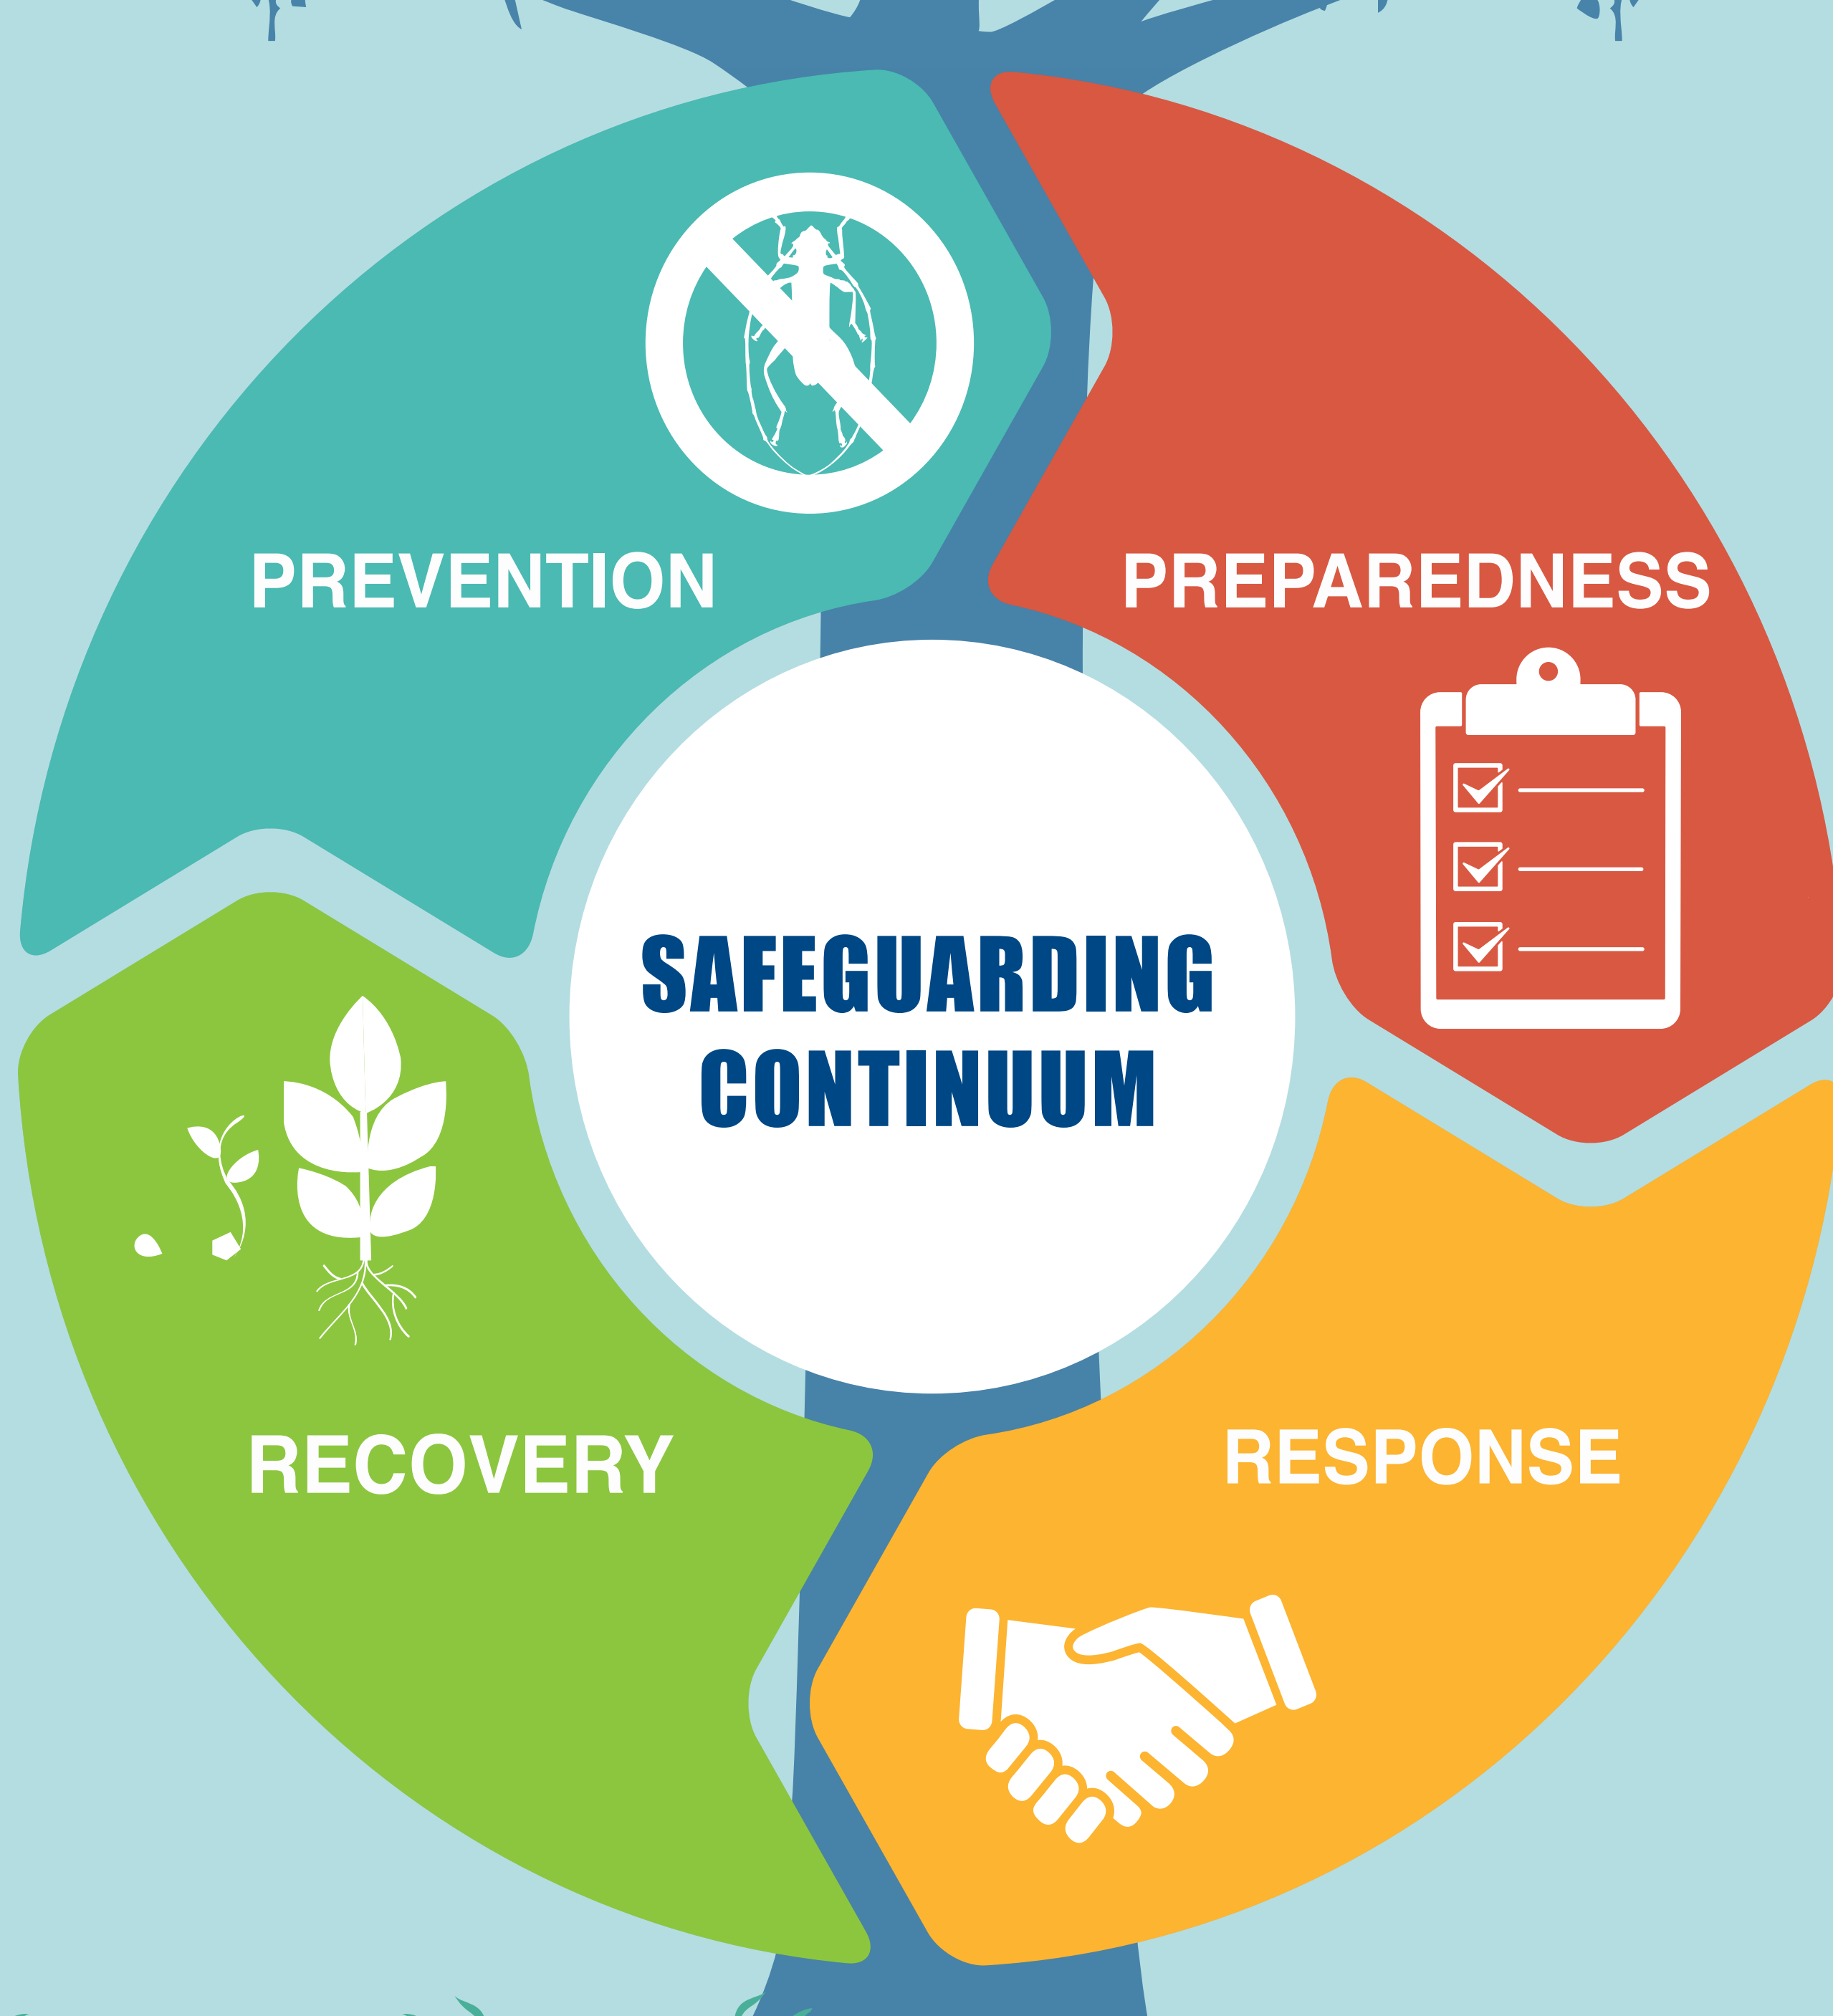 PREVENTION
PREPAREDNESS
SAFEGUARDING
CONTINUUM
RECOVERY
RESPONSE